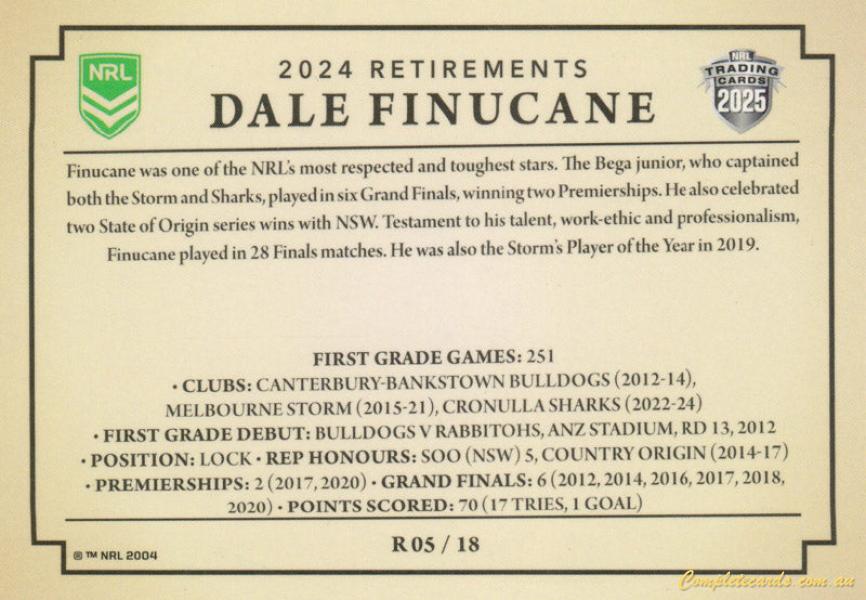 NRL
2024 RETIREMENTS
DALE FINUCANE
NRL
TRADING
CARDS
2025
Finucane was one of the NRL's most respected and toughest stars. The Bega junior, who captained
both the Storm and Sharks, played in six Grand Finals, winning two Premierships. He also celebrated
two State of Origin series wins with NSW. Testament to his talent, work-ethic and professionalism,
Finucane played in 28 Finals matches. He was also the Storm's Player of the Year in 2019.
FIRST GRADE GAMES: 251
• CLUBS: CANTERBURY-BANKSTOWN BULLDOGS (2012-14),
MELBOURNE STORM (2015-21), CRONULLA SHARKS (2022-24)
• FIRST GRADE DEBUT: BULLDOGS V RABBITOHS, ANZ STADIUM, RD 13, 2012
• POSITION: LOCK • REP HONOURS: SOO (NSW) 5, COUNTRY ORIGIN (2014-17)
• PREMIERSHIPS: 2 (2017, 2020) • GRAND FINALS: 6 (2012, 2014, 2016, 2017, 2018,
2020) • POINTS SCORED: 70 (17 TRIES, 1 GOAL)
® ™ NRL 2004
R 05 / 18
Completecards.com.au